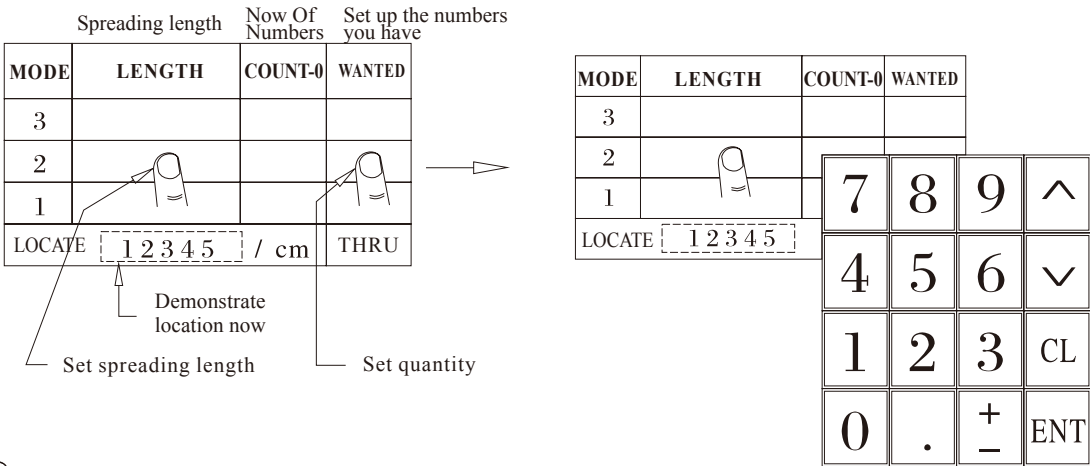 Spreading length
Now Of
Numbers
Set up the numbers
you have
MODE LENGTH COUNT-0 WANTED
3
2
1
LOCATE 12345 / cm THRU
Demonstrate
location now
Set spreading length
Set quantity
MODE LENGTH COUNT-0 WANTED
3
2
1
LOCATE 12345
7 8 9 ^
4 5 6 v
1 2 3 CL
0 . + − ENT